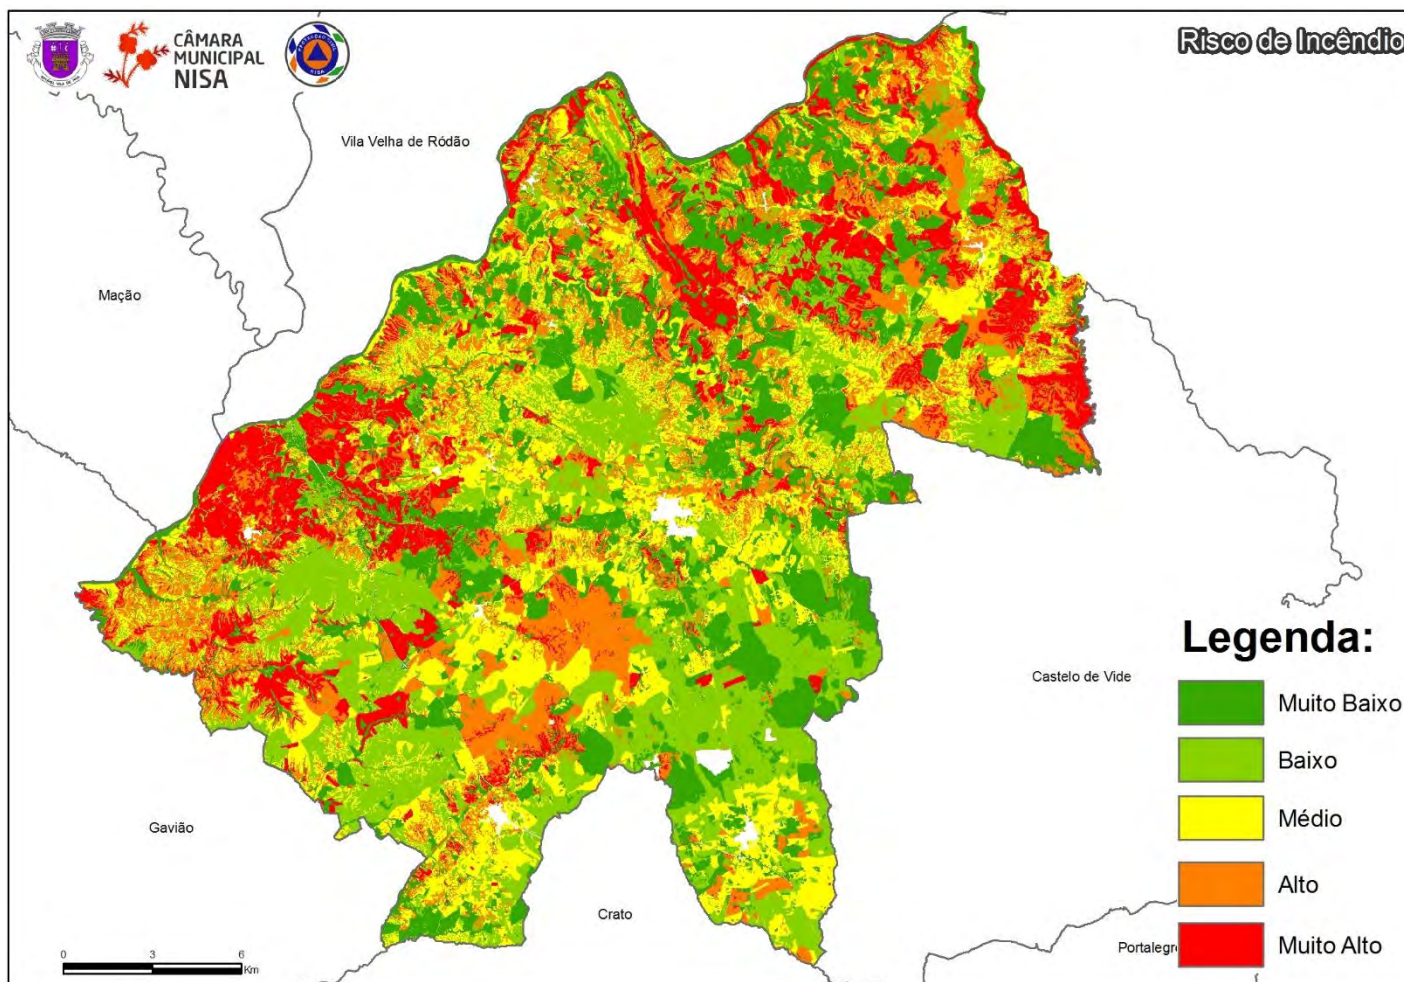 CÂMARA
MUNICIPAL
NISA
Risco de Incêndio
Vila Velha de Ródão
Mação
Castelo de Vide
Gavião
Crato
Portalegre
Legenda:
Muito Baixo
Baixo
Médio
Alto
Muito Alto
0 3 6
Km